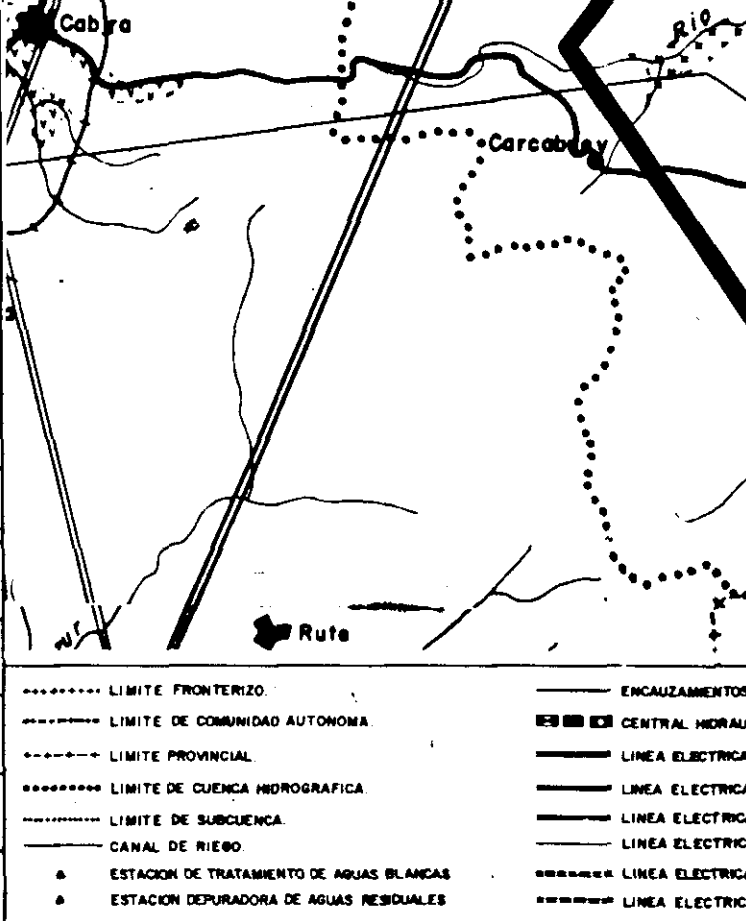 Cabra
Rio
Carcabuey
Rute
LIMITE FRONTERIZO.
LIMITE DE COMUNIDAD AUTONOMA.
LIMITE PROVINCIAL.
LIMITE DE CUENCA HIDROGRAFICA.
LIMITE DE SUBCUENCA.
CANAL DE RIEGO.
ESTACION DE TRATAMIENTO DE AGUAS BLANCAS
ESTACION DEPURADORA DE AGUAS RESIDUALES
ENCAUZAMIENTOS
CENTRAL HIDRAU
LINEA ELECTRICA
LINEA ELECTRICA
LINEA ELECTRICA
LINEA ELECTRIC
LINEA ELECTRICA
LINEA ELECTRIC